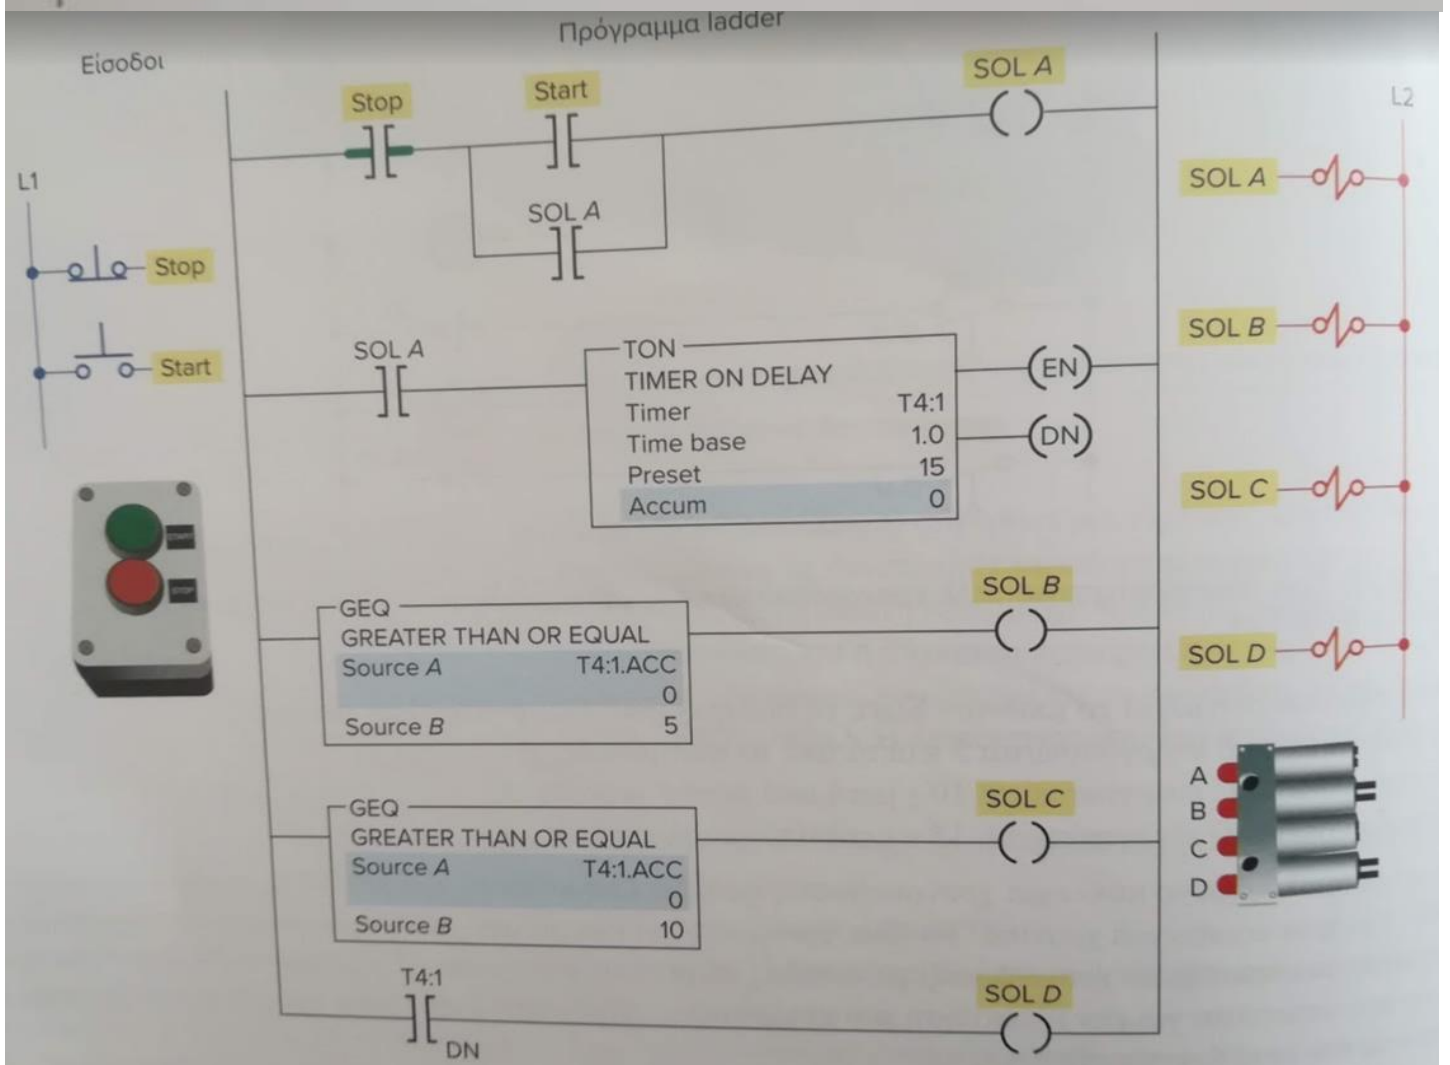 Πρόγραμμα ladder
Είσοδοι
L1
Stop
Start
Stop
Start
SOL A
SOL A
SOL A
TON
TIMER ON DELAY
Timer T4:1
Time base 1.0
Preset 15
Accum 0
EN
DN
GEQ
GREATER THAN OR EQUAL
Source A T4:1.ACC
0
Source B 5
SOL B
GEQ
GREATER THAN OR EQUAL
Source A T4:1.ACC
0
Source B 10
SOL C
T4:1
DN
SOL D
L2
SOL A
SOL B
SOL C
SOL D
A
B
C
D